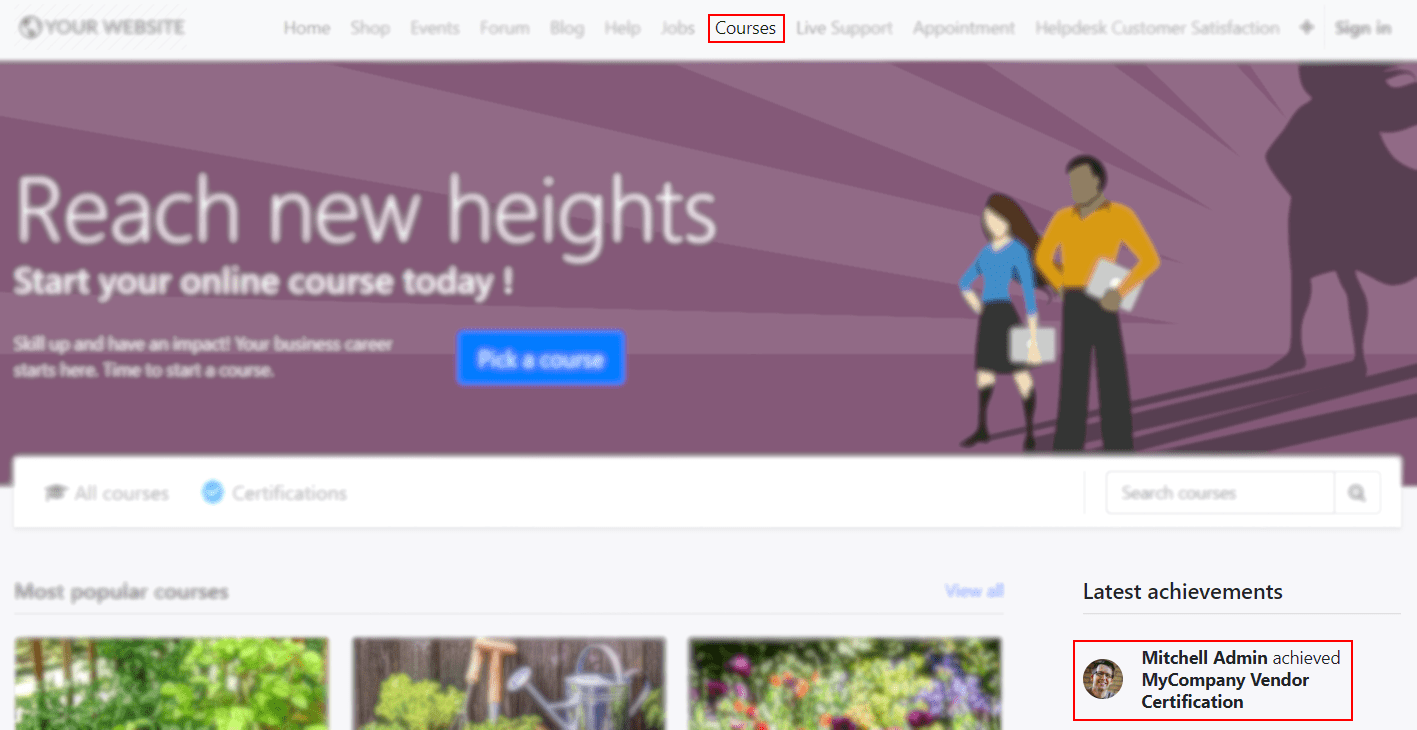 YOUR WEBSITE
Home Shop Events Forum Blog Help Jobs Courses Live Support Appointment Helpdesk Customer Satisfaction + Sign in
Reach new heights
Start your online course today !
Skill up and have an impact! Your business career
starts here. Time to start a course.
Pick a course
All courses Certifications Search courses
Most popular courses View all
Latest achievements
Mitchell Admin achieved
MyCompany Vendor
Certification